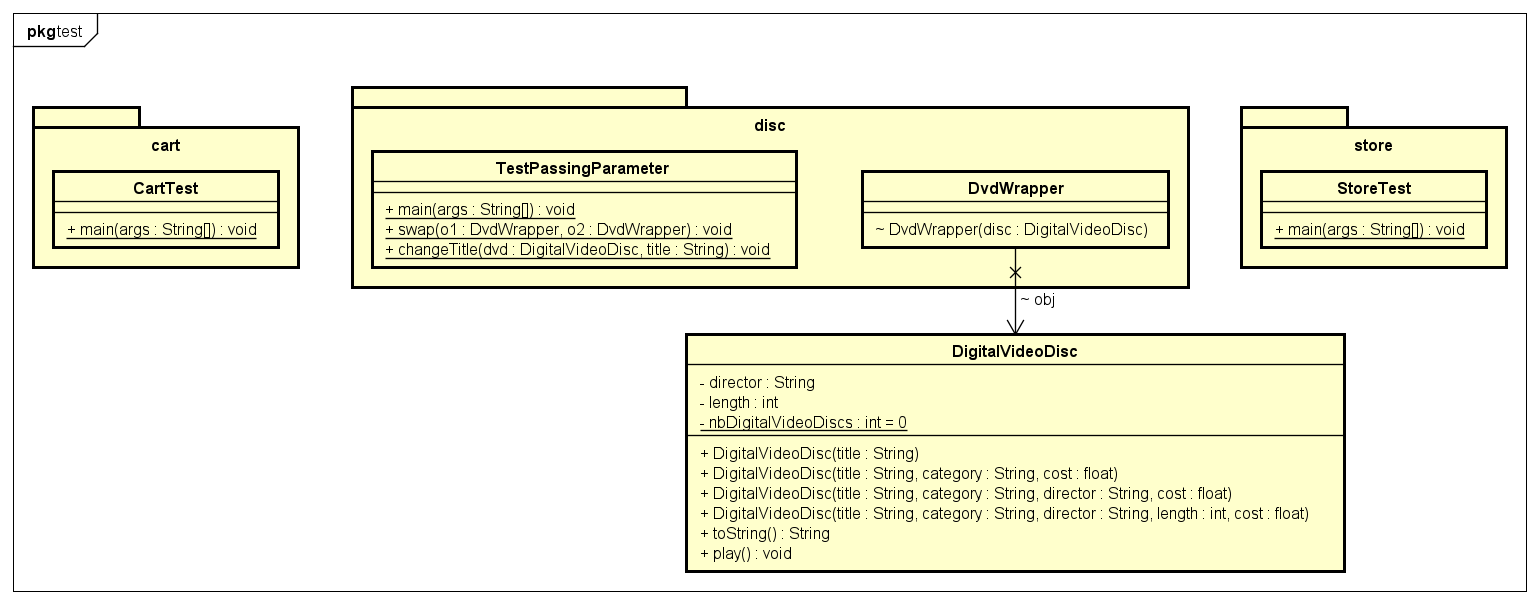 pkgtest
cart
CartTest
+ main(args : String[]) : void
disc
TestPassingParameter
+ main(args : String[]) : void
+ swap(o1 : DvdWrapper, o2 : DvdWrapper) : void
+ changeTitle(dvd : DigitalVideoDisc, title : String) : void
DvdWrapper
~ DvdWrapper(disc : DigitalVideoDisc)
store
StoreTest
+ main(args : String[]) : void
~ obj
DigitalVideoDisc
- director : String
- length : int
- nbDigitalVideoDiscs : int = 0
+ DigitalVideoDisc(title : String)
+ DigitalVideoDisc(title : String, category : String, cost : float)
+ DigitalVideoDisc(title : String, category : String, director : String, cost : float)
+ DigitalVideoDisc(title : String, category : String, director : String, length : int, cost : float)
+ toString() : String
+ play() : void